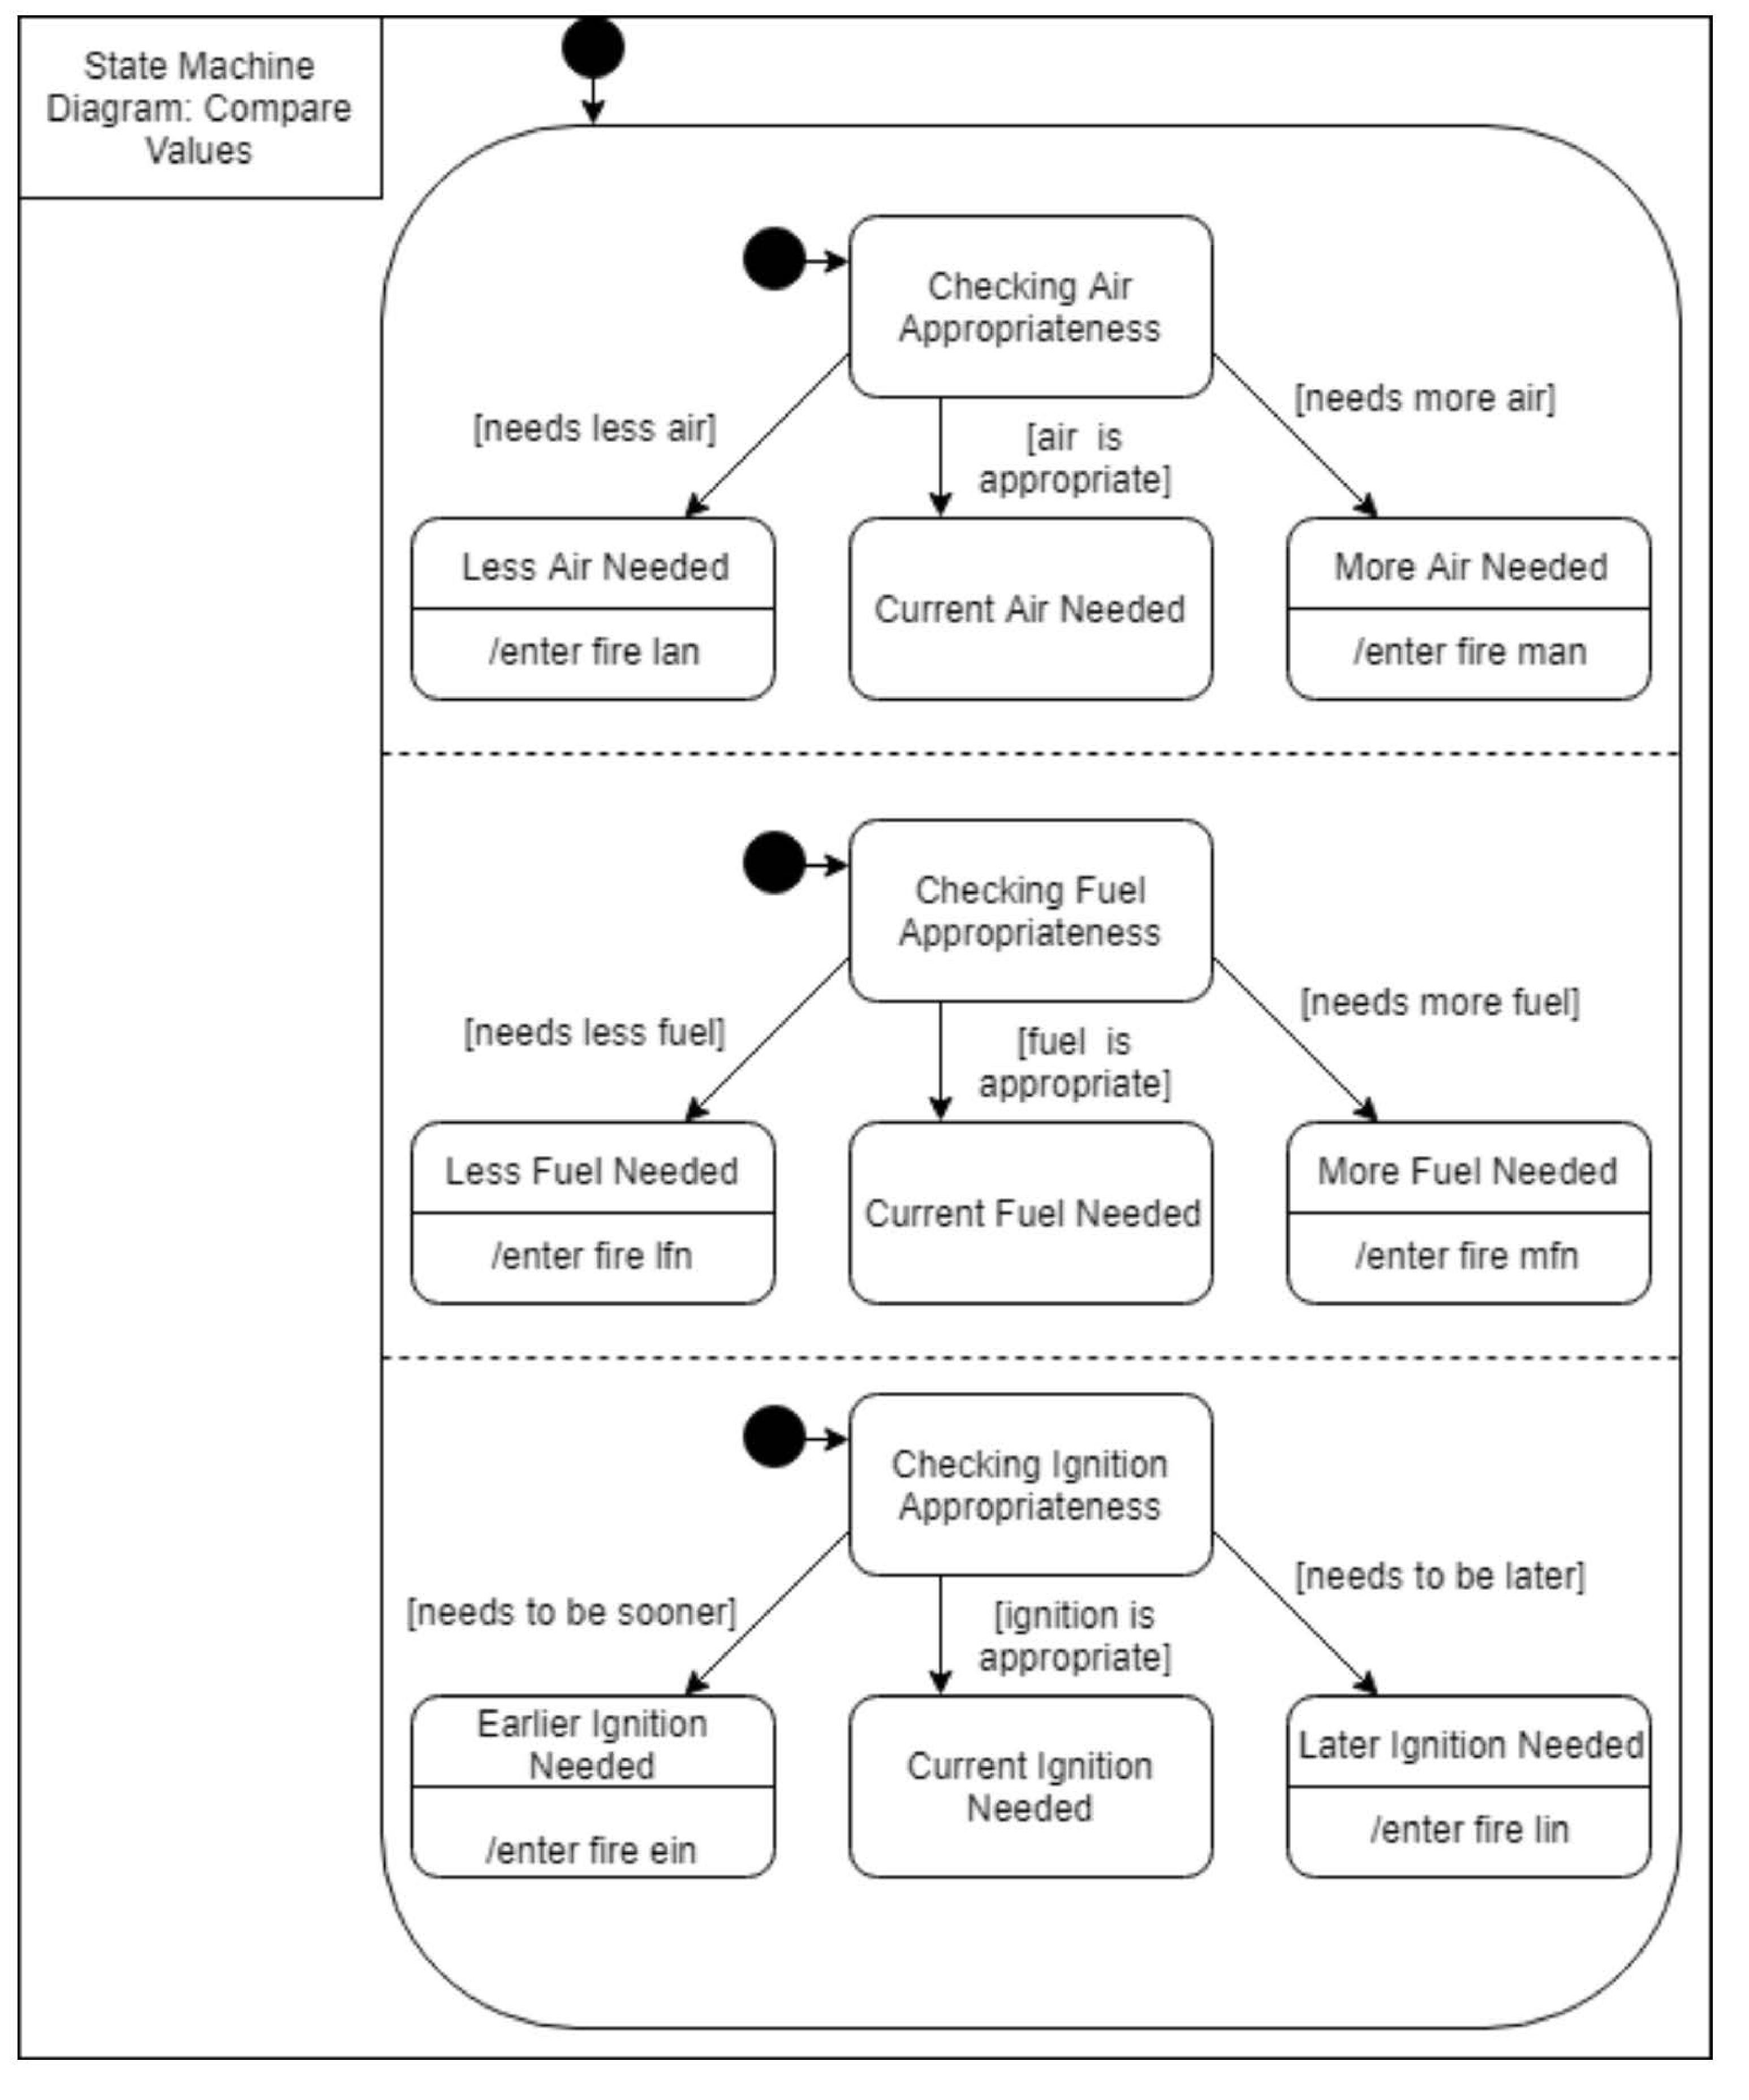 State Machine
Diagram: Compare
Values
Checking Air
Appropriateness
[needs less air]
[air is
appropriate]
[needs more air]
Less Air Needed
/enter fire lan
Current Air Needed
More Air Needed
/enter fire man
Checking Fuel
Appropriateness
[needs less fuel]
[fuel is
appropriate]
[needs more fuel]
Less Fuel Needed
/enter fire lfn
Current Fuel Needed
More Fuel Needed
/enter fire mfn
Checking Ignition
Appropriateness
[needs to be sooner]
[ignition is
appropriate]
[needs to be later]
Earlier Ignition
Needed
/enter fire ein
Current Ignition
Needed
Later Ignition Needed
/enter fire lin